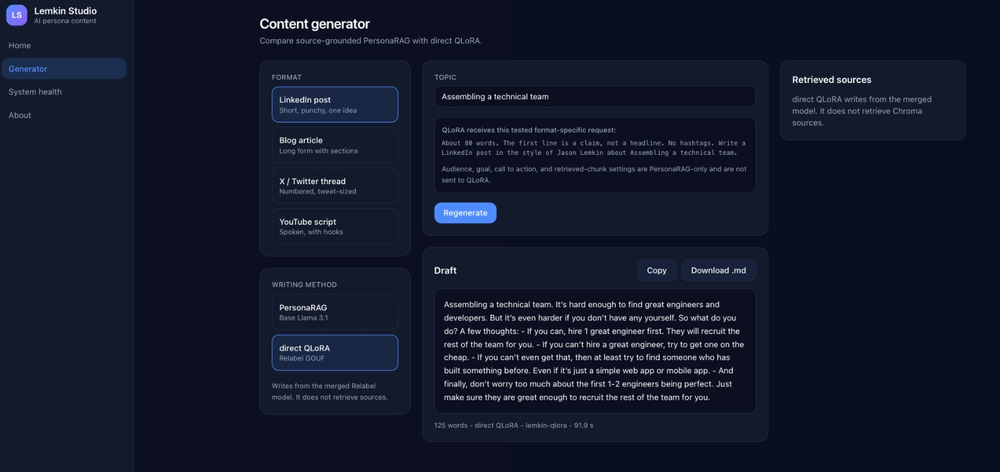 LS
Lemkin Studio
AI persona content
Home
Generator
System health
About
Content generator
Compare source-grounded PersonaRAG with direct QLoRA.
FORMAT
LinkedIn post
Short, punchy, one idea
Blog article
Long form with sections
X / Twitter thread
Numbered, tweet-sized
YouTube script
Spoken, with hooks
WRITING METHOD
PersonaRAG
Base Llama 3.1
direct QLoRA
Relabel GGUF
Writes from the merged Relabel
model. It does not retrieve sources.
TOPIC
Assembling a technical team
QLoRA receives this tested format-specific request:
About 80 words. The first line is a claim, not a headline. No hashtags. Write a
LinkedIn post in the style of Jason Lemkin about Assembling a technical team.
Audience, goal, call to action, and retrieved-chunk settings are PersonaRAG-only and are not
sent to QLoRA.
Regenerate
Draft
Copy
Download .md
Assembling a technical team. It's hard enough to find great engineers and
developers. But it's even harder if you don't have any yourself. So what do you
do? A few thoughts: - If you can, hire 1 great engineer first. They will recruit the
rest of the team for you. - If you can't hire a great engineer, try to get one on the
cheap. - If you can't even get that, then at least try to find someone who has
built something before. Even if it's just a simple web app or mobile app. - And
finally, don't worry too much about the first 1-2 engineers being perfect. Just
make sure they are great enough to recruit the rest of the team for you.
125 words - direct QLoRA - lemkin-qlora - 91.9 s
Retrieved sources
direct QLoRA writes from the merged
model. It does not retrieve Chroma
sources.